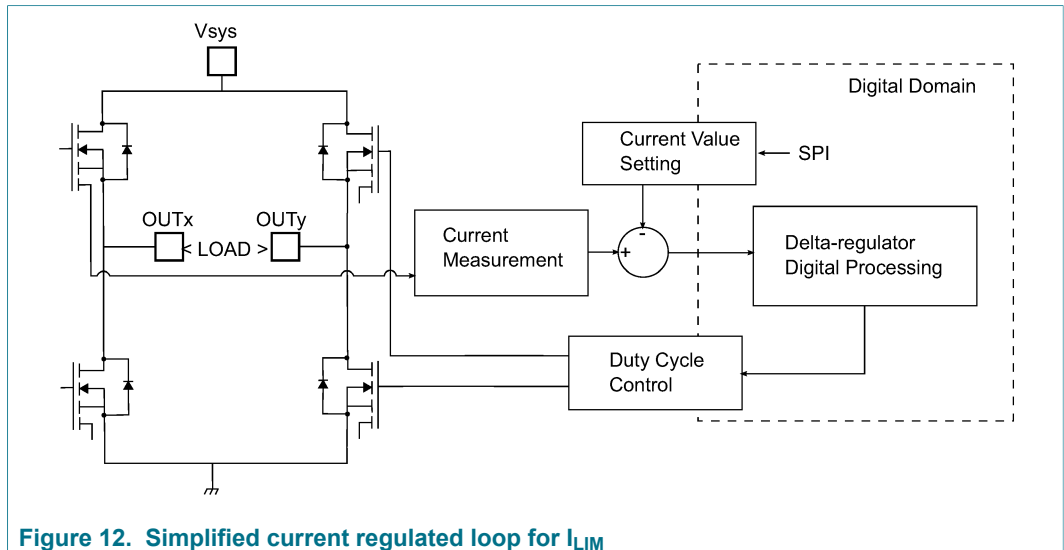 Vsys
Digital Domain
Current Value
Setting
SPI
OUTx
OUTy
< LOAD >
Current
Measurement
-
+
Delta-regulator
Digital Processing
Duty Cycle
Control
Figure 12. Simplified current regulated loop for ILIM